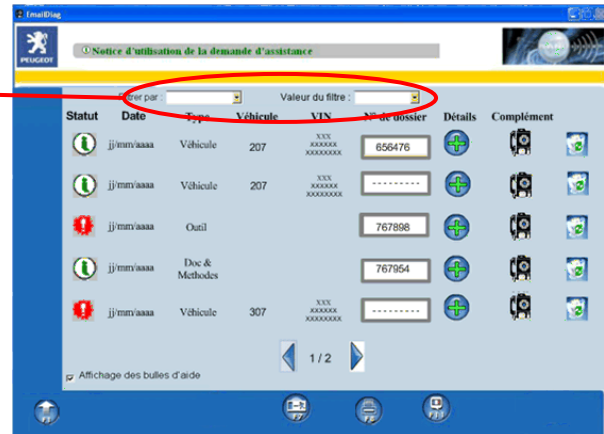 EmailDiag
PEUGEOT
Notice d'utilisation de la demande d'assistance
Filtrer par : Valeur du filtre :
Statut Date Type Véhicule VIN N° de dossier Détails Complément
jj/mm/aaaa Véhicule 207 xxx xxxxxx xxxxxxxx 656476
jj/mm/aaaa Véhicule 207 xxx xxxxxx xxxxxxxx ---------
jj/mm/aaaa Outil 767898
jj/mm/aaaa Doc & Methodes 767954
jj/mm/aaaa Véhicule 307 xxx xxxxxx xxxxxxxx ---------
1 / 2
Affichage des bulles d'aide